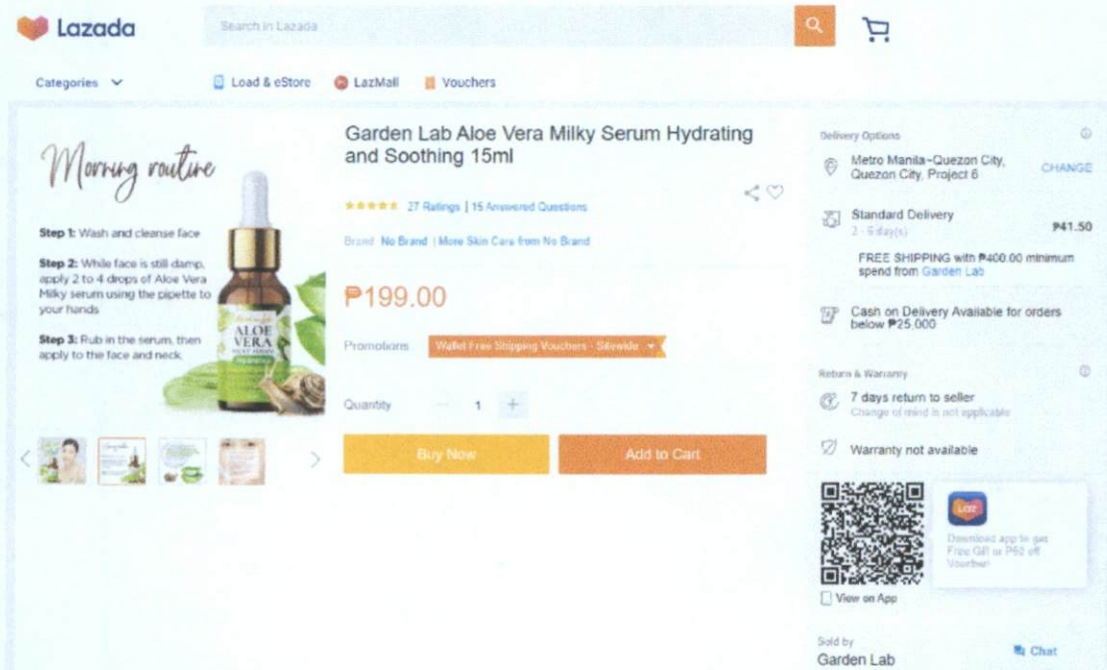 Lazada
Search in Lazada
Categories
Load & eStore
LazMall
Vouchers
Morning routine
Step 1: Wash and cleanse face
Step 2: While face is still damp,
apply 2 to 4 drops of Aloe Vera
Milky serum using the pipette to
your hands
Step 3: Rub in the serum, then
apply to the face and neck
ALOE
VERA
Garden Lab Aloe Vera Milky Serum Hydrating
and Soothing 15ml
27 Ratings | 15 Answered Questions
Brand No Brand | More Skin Care from No Brand
₱199.00
Promotions Wallet Free Shipping Vouchers - Sitewide
Quantity 1 +
Buy Now
Add to Cart
Delivery Options
Metro Manila~Quezon City,
Quezon City, Project 6
CHANGE
Standard Delivery
₱41.50
2 - 6 day(s)
FREE SHIPPING with ₱400.00 minimum
spend from Garden Lab
Cash on Delivery Available for orders
below ₱25,000
Return & Warranty
7 days return to seller
Change of mind is not applicable
Warranty not available
Laz
Download app to get
Free Gift or P50 off
Voucher!
View on App
Sold by
Garden Lab
Chat